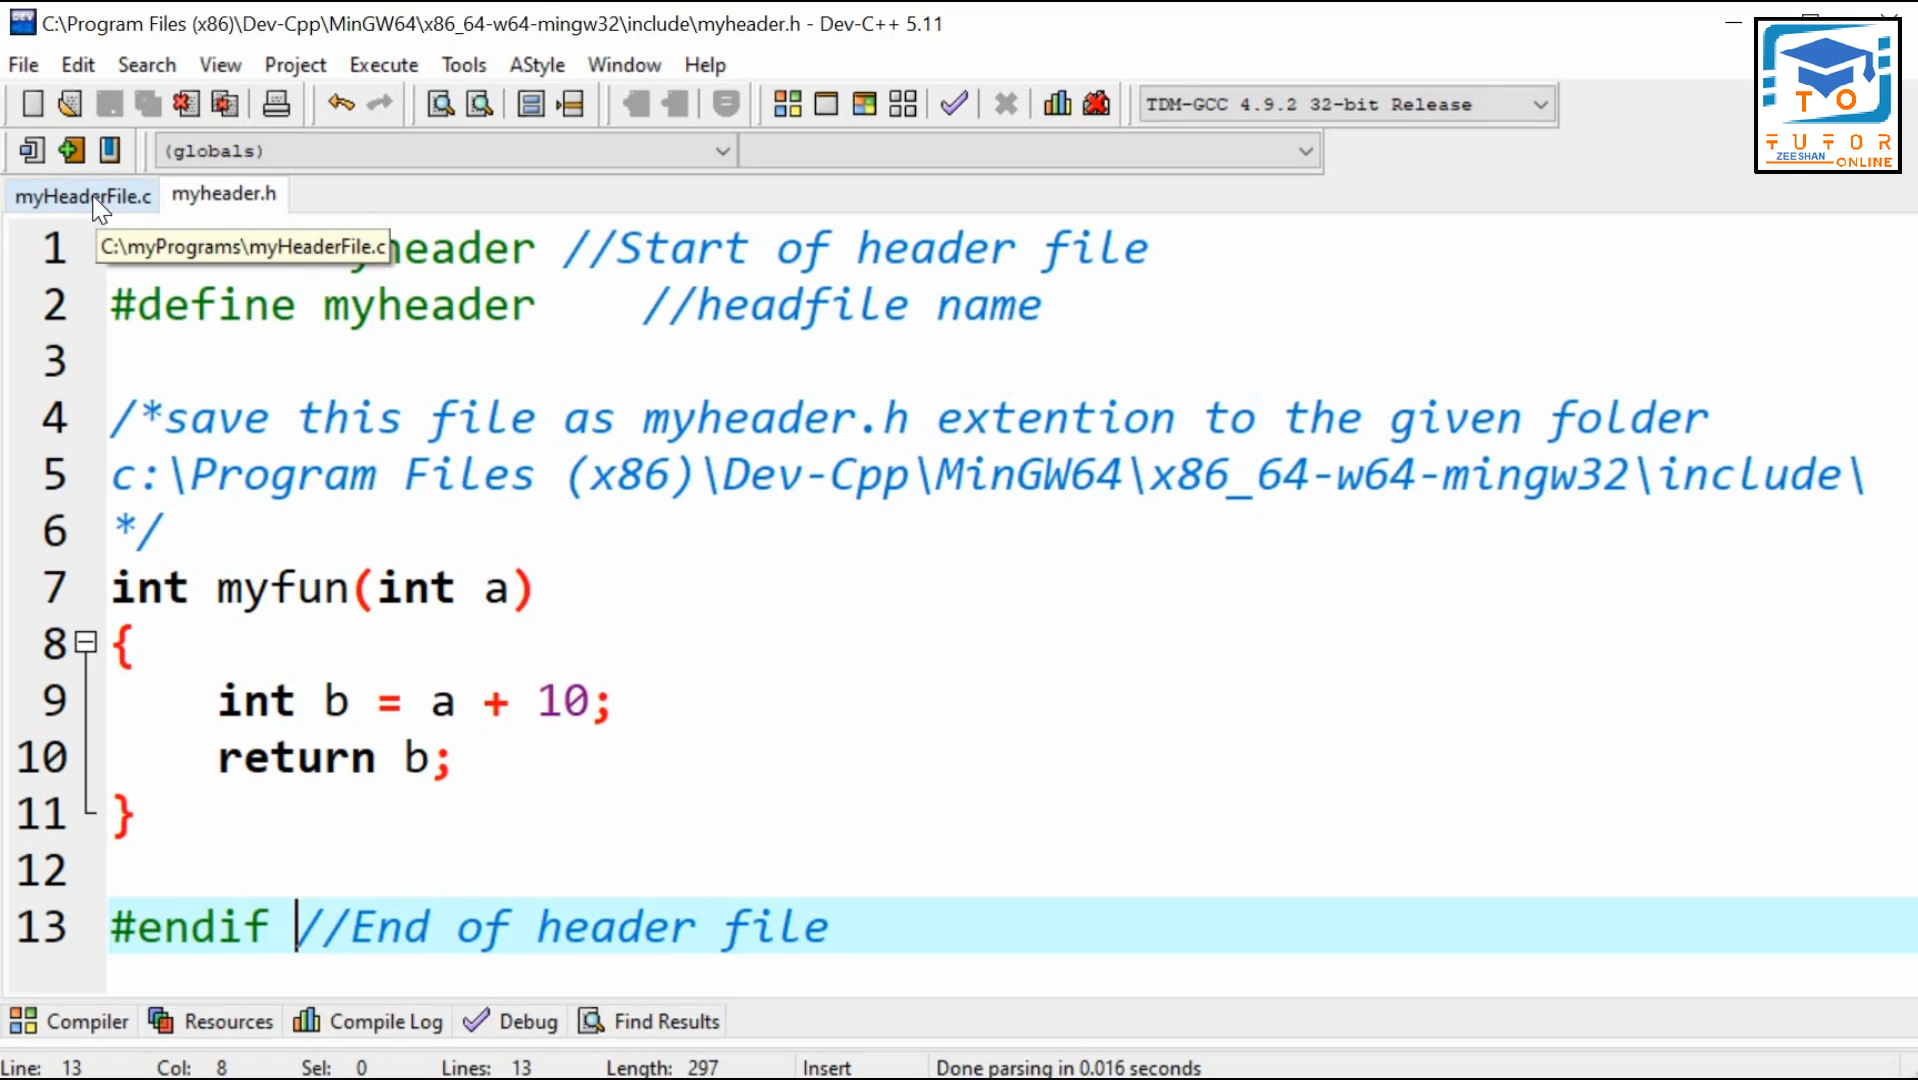 C:\Program Files (x86)\Dev-Cpp\MinGW64\x86_64-w64-mingw32\include\myheader.h - Dev-C++ 5.11
File Edit Search View Project Execute Tools AStyle Window Help
TDM-GCC 4.9.2 32-bit Release
(globals)
TO
TUTOR
ZEESHAN ONLINE
myHeaderFile.c myheader.h
C:\myPrograms\myHeaderFile.c
1 header //Start of header file
2 #define myheader //headfile name
3
4 /*save this file as myheader.h extention to the given folder
5 c:\Program Files (x86)\Dev-Cpp\MinGW64\x86_64-w64-mingw32\include\
6 */
7 int myfun(int a)
8 {
9 int b = a + 10;
10 return b;
11 }
12
13 #endif //End of header file
Compiler Resources Compile Log Debug Find Results
Line: 13 Col: 8 Sel: 0 Lines: 13 Length: 297 Insert Done parsing in 0.016 seconds